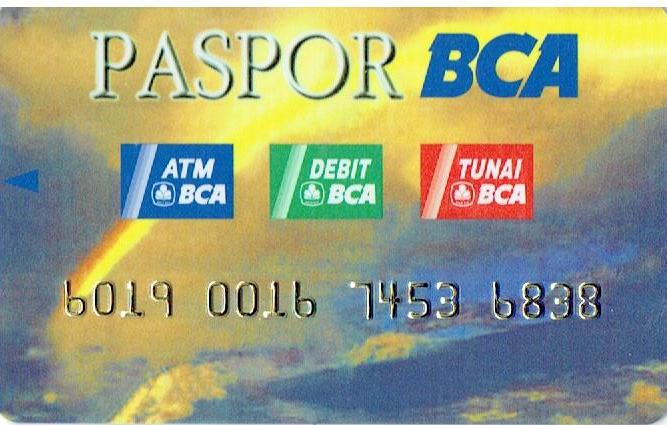 PASPOR BCA
ATM BCA
DEBIT BCA
TUNAI BCA
6019 0016 7453 6838